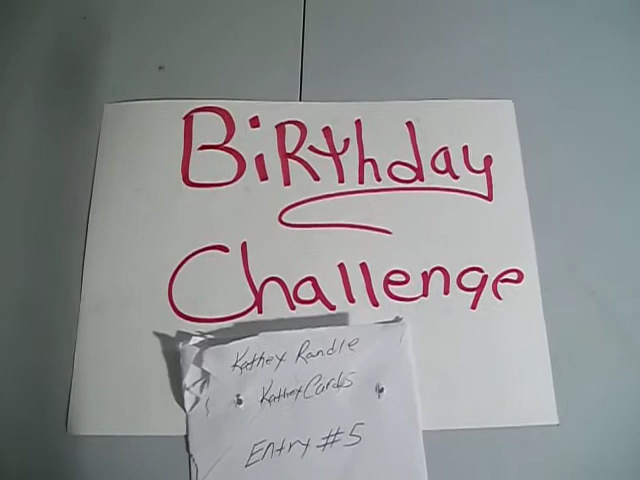 BiRthday
Challenge
Kathey Randle
KatheyCards
Entry #5